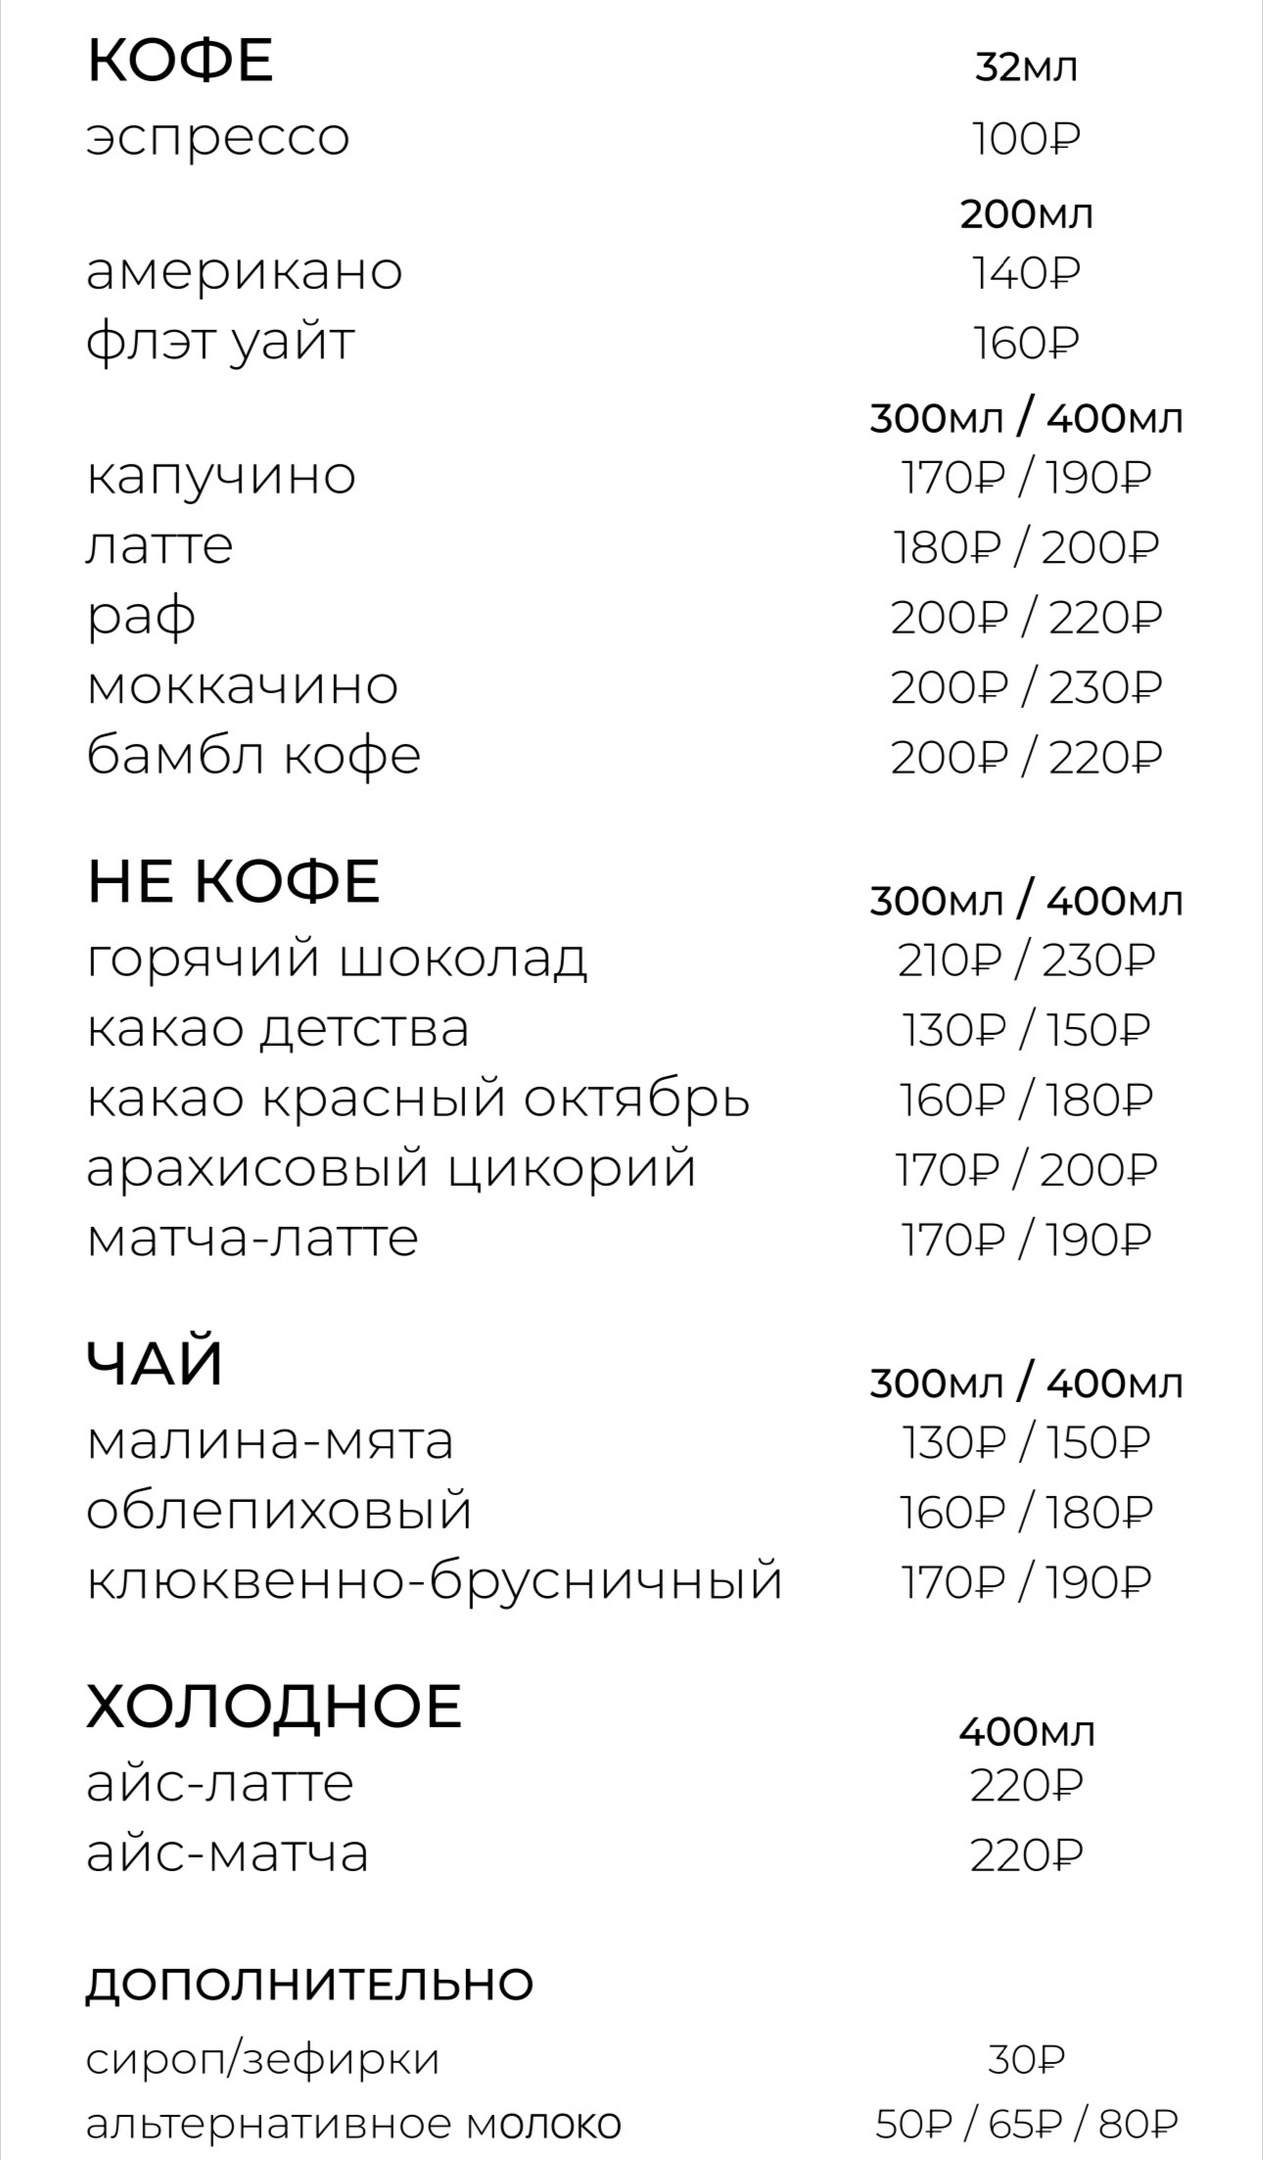 КОФЕ 32мл
эспрессо 100₽
200мл
американо 140₽
флэт уайт 160₽
300мл / 400мл
капучино 170₽ / 190₽
латте 180₽ / 200₽
раф 200₽ / 220₽
моккачино 200₽ / 230₽
бамбл кофе 200₽ / 220₽
НЕ КОФЕ 300мл / 400мл
горячий шоколад 210₽ / 230₽
какао детства 130₽ / 150₽
какао красный октябрь 160₽ / 180₽
арахисовый цикорий 170₽ / 200₽
матча-латте 170₽ / 190₽
ЧАЙ 300мл / 400мл
малина-мята 130₽ / 150₽
облепиховый 160₽ / 180₽
клюквенно-брусничный 170₽ / 190₽
ХОЛОДНОЕ 400мл
айс-латте 220₽
айс-матча 220₽
ДОПОЛНИТЕЛЬНО
сироп/зефирки 30₽
альтернативное молоко 50₽ / 65₽ / 80₽